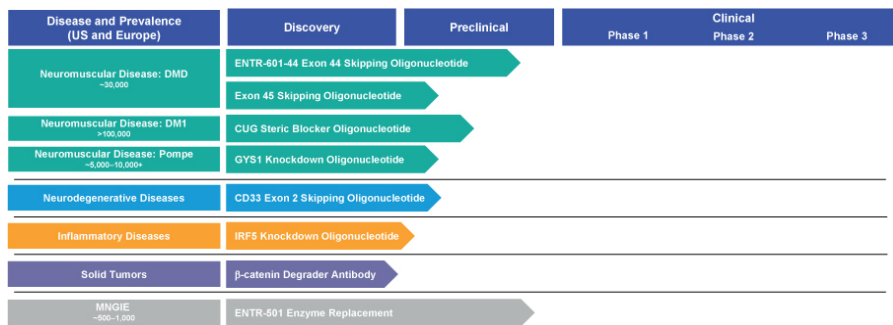 Disease and Prevalence
(US and Europe)
Discovery
Preclinical
Clinical
Phase 1
Phase 2
Phase 3
Neuromuscular Disease: DMD
~30,000
ENTR-601-44 Exon 44 Skipping Oligonucleotide
Exon 45 Skipping Oligonucleotide
Neuromuscular Disease: DM1
>100,000
CUG Steric Blocker Oligonucleotide
Neuromuscular Disease: Pompe
~5,000–10,000+
GYS1 Knockdown Oligonucleotide
Neurodegenerative Diseases
CD33 Exon 2 Skipping Oligonucleotide
Inflammatory Diseases
IRF5 Knockdown Oligonucleotide
Solid Tumors
β-catenin Degrader Antibody
MNGIE
~500–1,000
ENTR-501 Enzyme Replacement